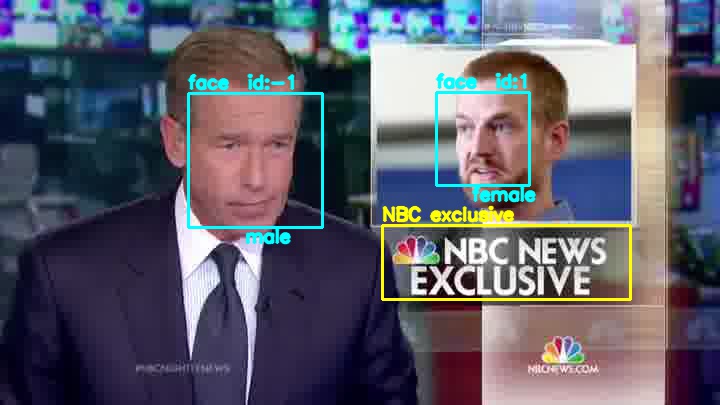 face id:-1
face id:1
female
NBC exclusive
male
NBC NEWS
EXCLUSIVE
#NBCNIGHTLYNEWS
NBCNEWS.COM